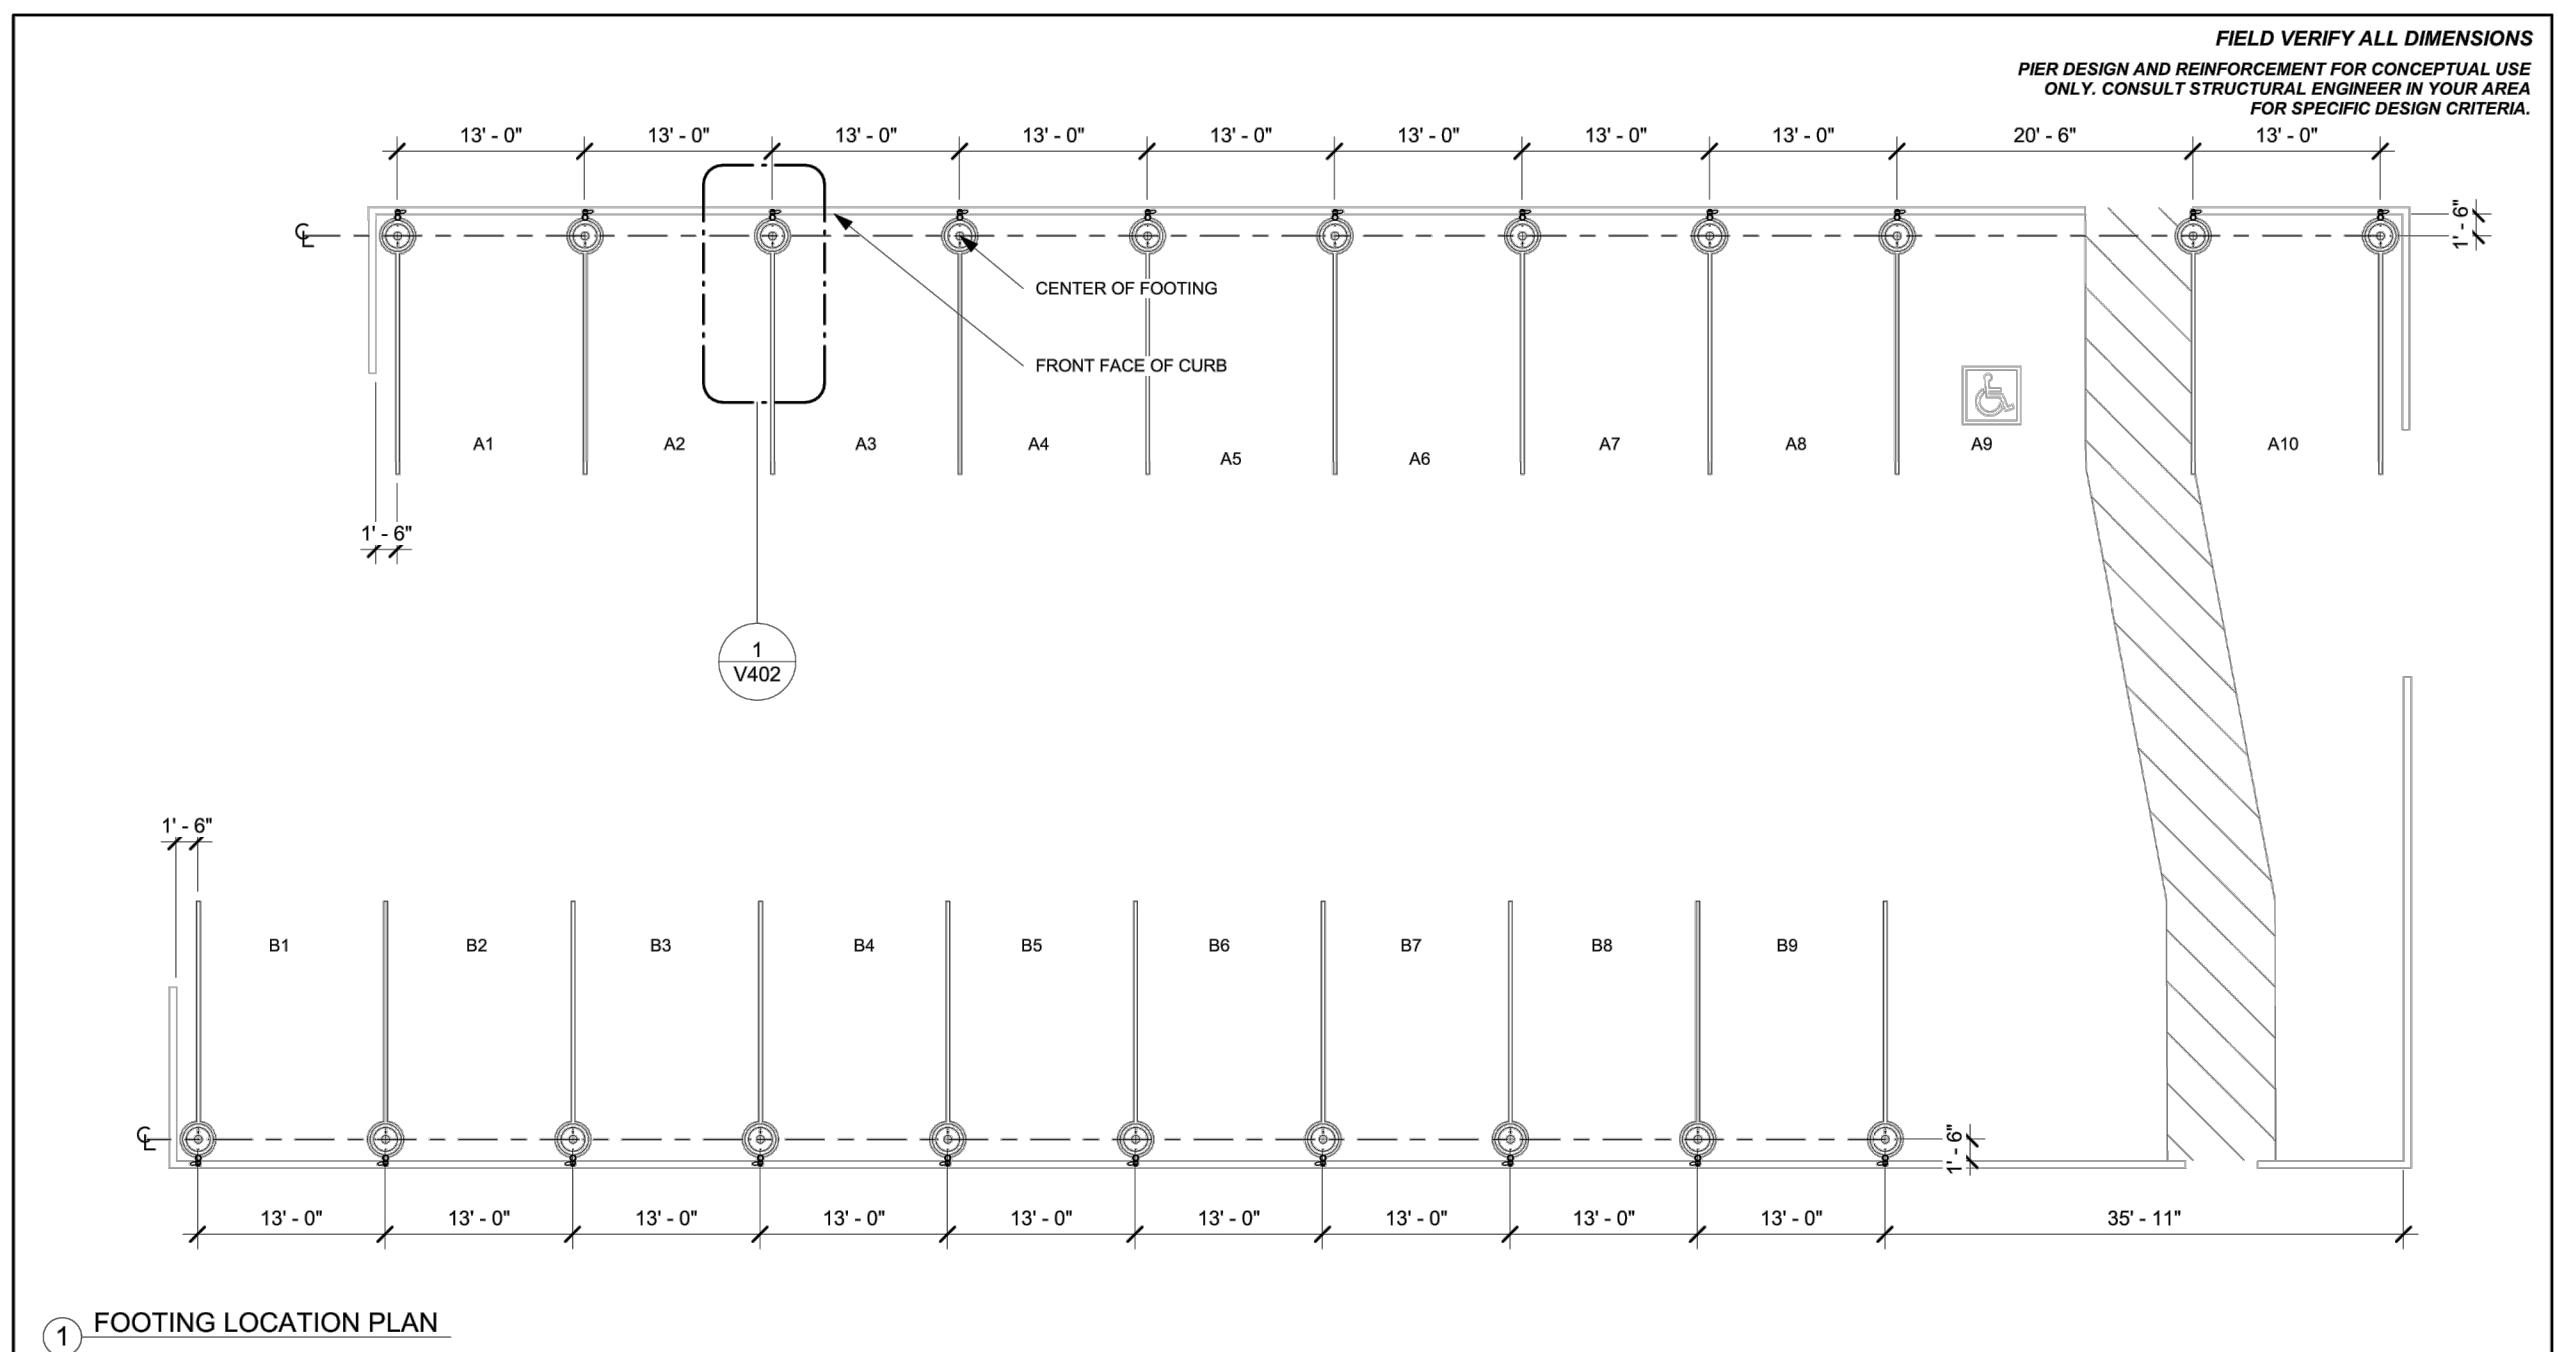 FIELD VERIFY ALL DIMENSIONS
PIER DESIGN AND REINFORCEMENT FOR CONCEPTUAL USE
ONLY. CONSULT STRUCTURAL ENGINEER IN YOUR AREA
FOR SPECIFIC DESIGN CRITERIA.
13' - 0" 13' - 0" 13' - 0" 13' - 0" 13' - 0" 13' - 0" 13' - 0" 13' - 0" 20' - 6" 13' - 0"
1' - 6"
℄
CENTER OF FOOTING
FRONT FACE OF CURB
A1 A2 A3 A4 A5 A6 A7 A8 A9 A10
1' - 6"
1
V402
1' - 6"
B1 B2 B3 B4 B5 B6 B7 B8 B9
℄
1' - 6"
13' - 0" 13' - 0" 13' - 0" 13' - 0" 13' - 0" 13' - 0" 13' - 0" 13' - 0" 13' - 0" 35' - 11"
1 FOOTING LOCATION PLAN